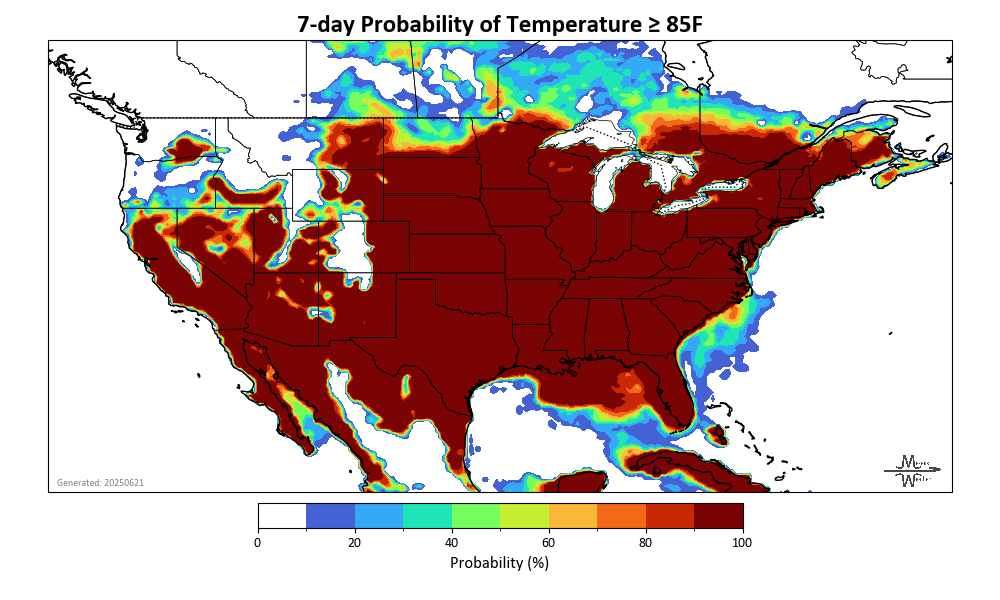 7-day Probability of Temperature ≥ 85F
Generated: 20250621
0 20 40 60 80 100
Probability (%)